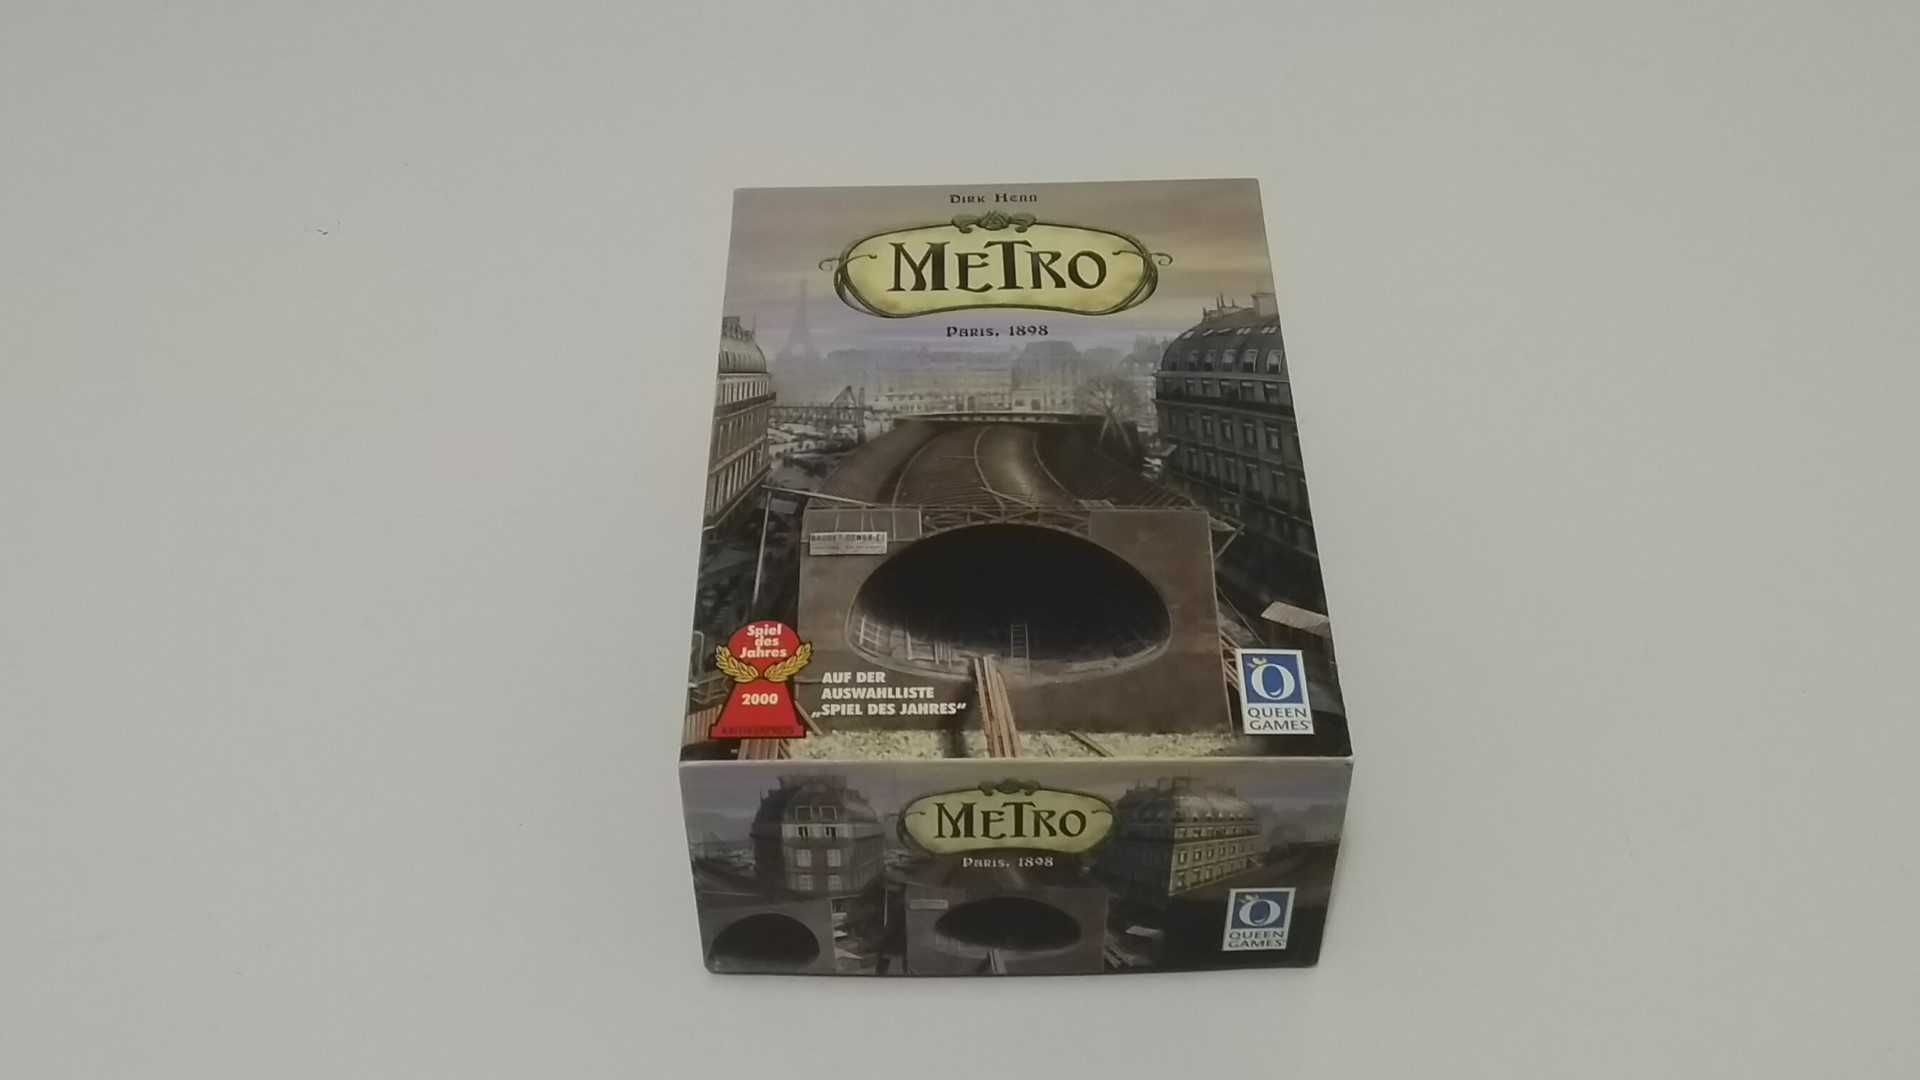 Dirk Henn
METRO
Paris, 1898
Spiel
des
Jahres
2000
AUF DER
AUSWAHLLISTE
„SPIEL DES JAHRES“
QUEEN
GAMES
METRO
Paris, 1898
QUEEN
GAMES